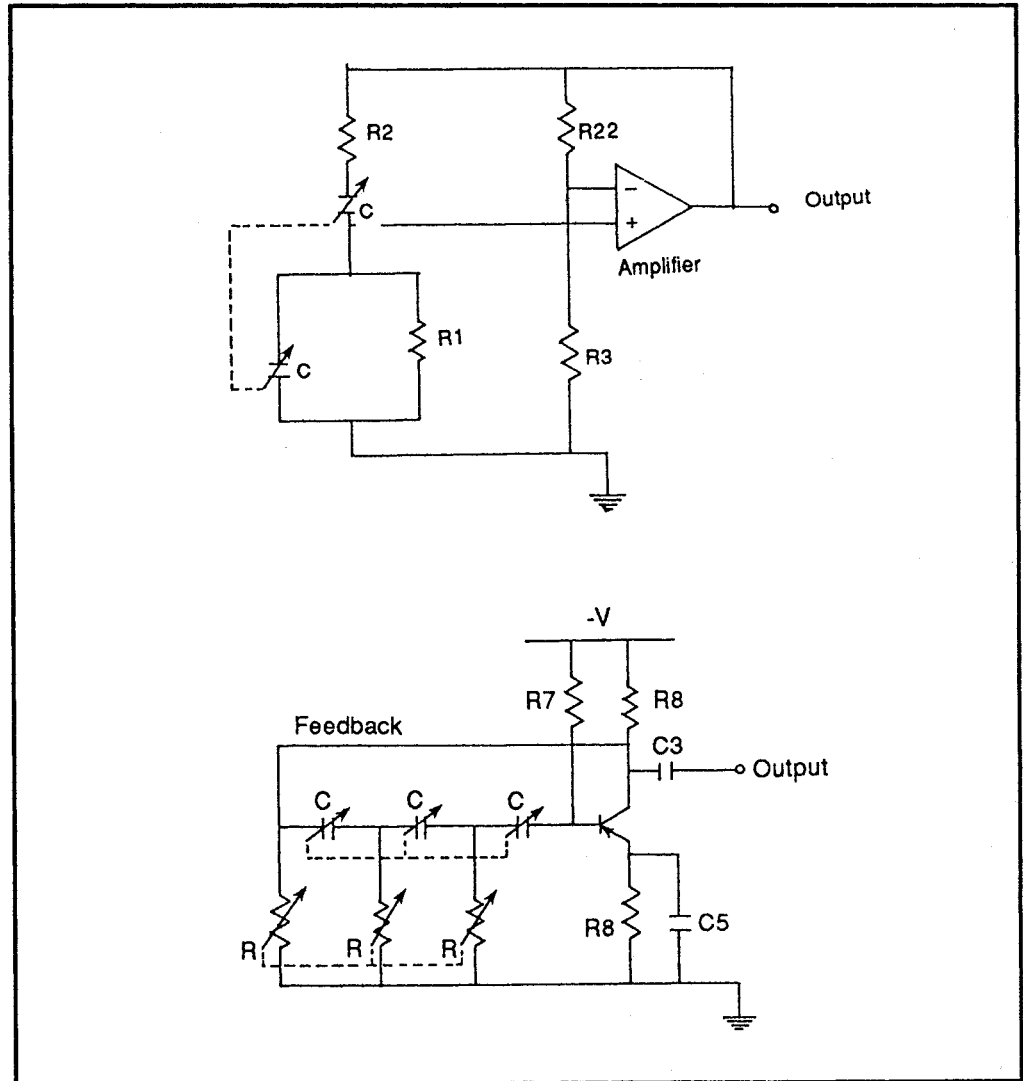 R2
R22
C
−
+
Output
Amplifier
R1
R3
C
-V
R7
R8
Feedback
C3
Output
C
C
C
R
R
R
R8
C5